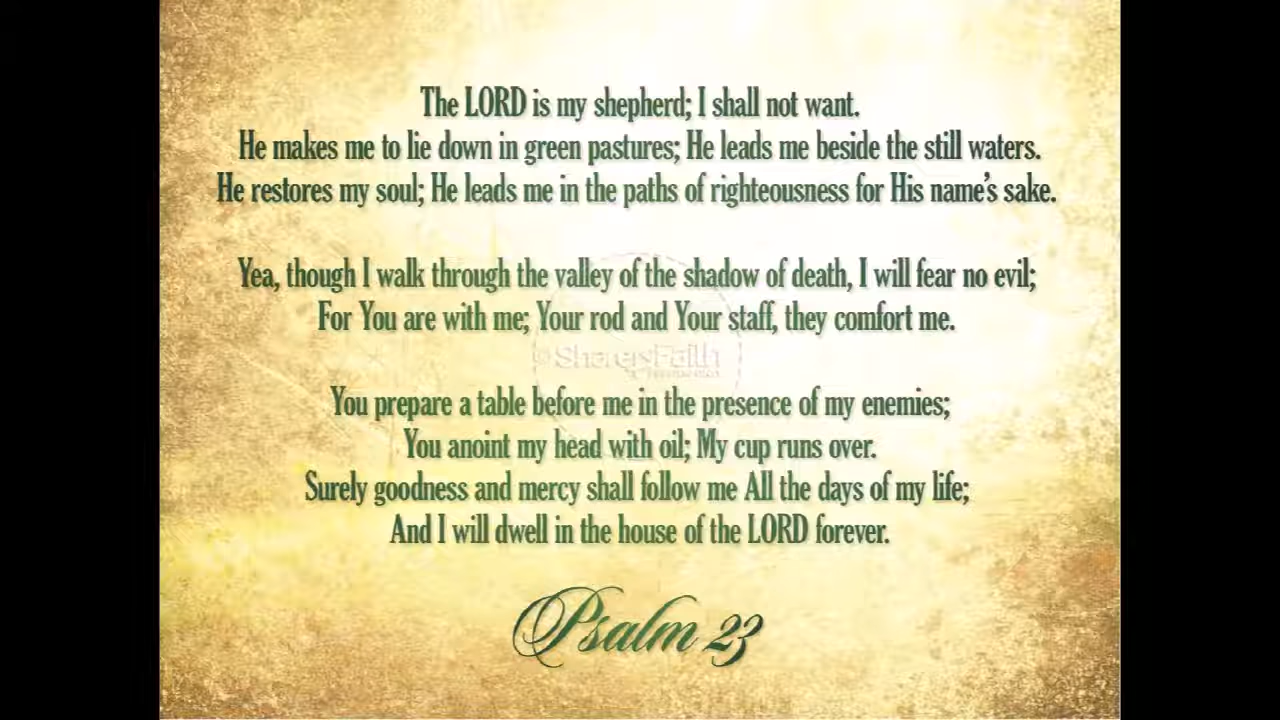 The LORD is my shepherd; I shall not want.
He makes me to lie down in green pastures; He leads me beside the still waters.
He restores my soul; He leads me in the paths of righteousness for His name's sake.
Yea, though I walk through the valley of the shadow of death, I will fear no evil;
For You are with me; Your rod and Your staff, they comfort me.
ShareFaith
You prepare a table before me in the presence of my enemies;
You anoint my head with oil; My cup runs over.
Surely goodness and mercy shall follow me All the days of my life;
And I will dwell in the house of the LORD forever.
Psalm 23